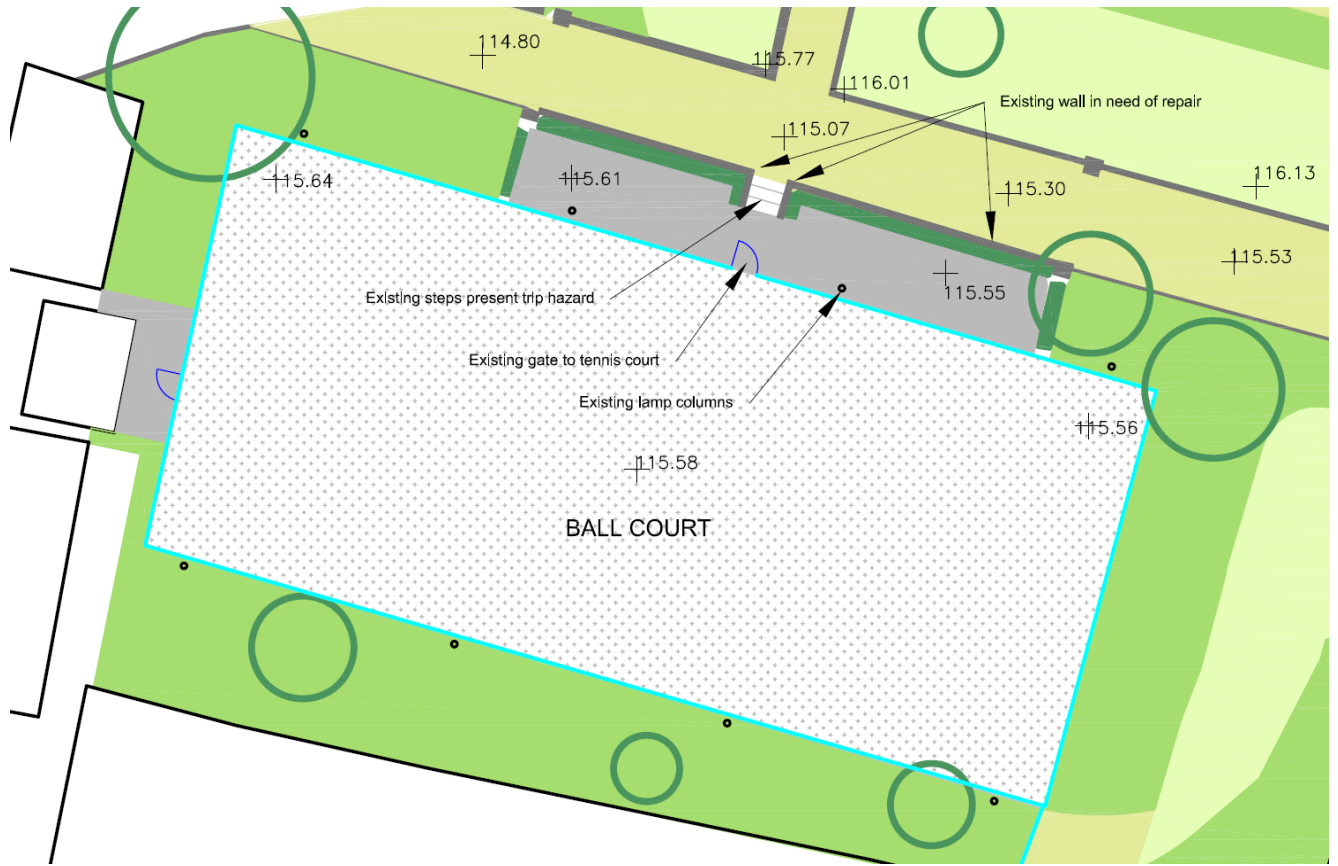 114.80
115.77
116.01
Existing wall in need of repair
115.07
115.64
115.61
115.30
116.13
115.53
115.55
Existing steps present trip hazard
Existing gate to tennis court
Existing lamp columns
115.56
115.58
BALL COURT